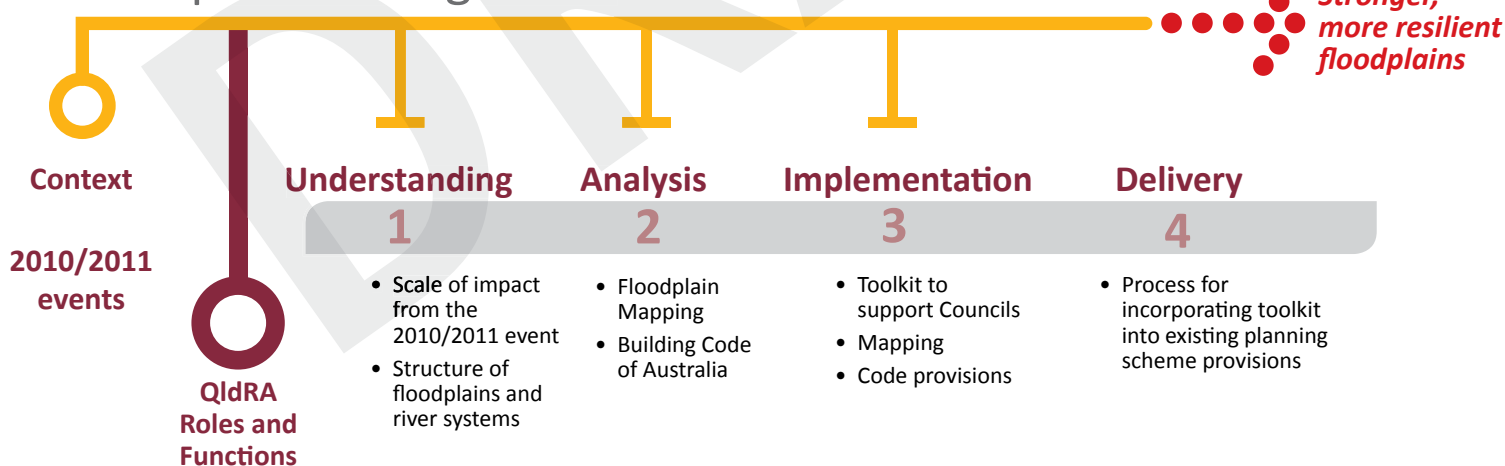 Stronger,
more resilient
floodplains
Context
2010/2011
events
QldRA
Roles and
Functions
Understanding
1
• Scale of impact
from the
2010/2011 event
• Structure of
floodplains and
river systems
Analysis
2
• Floodplain
Mapping
• Building Code
of Australia
Implementation
3
• Toolkit to
support Councils
• Mapping
• Code provisions
Delivery
4
• Process for
incorporating toolkit
into existing planning
scheme provisions